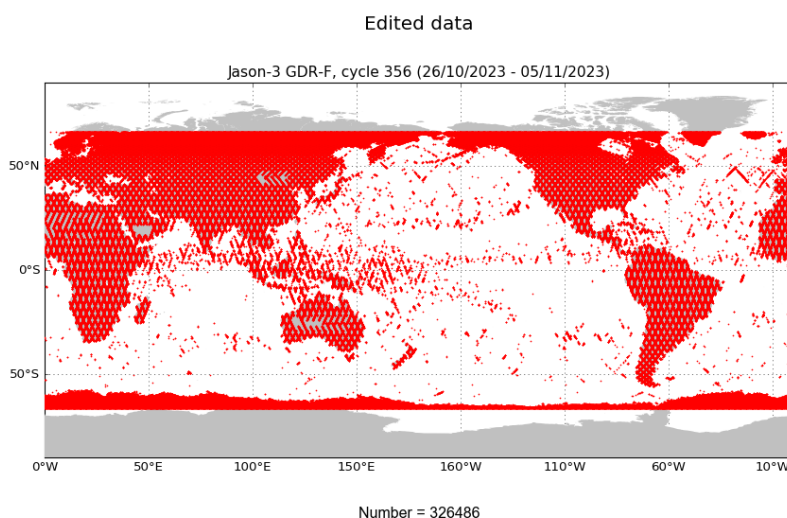 Edited data
Jason-3 GDR-F, cycle 356 (26/10/2023 - 05/11/2023)
50°N
0°S
50°S
0°W 50°E 100°E 150°E 160°W 110°W 60°W 10°W
Number = 326486